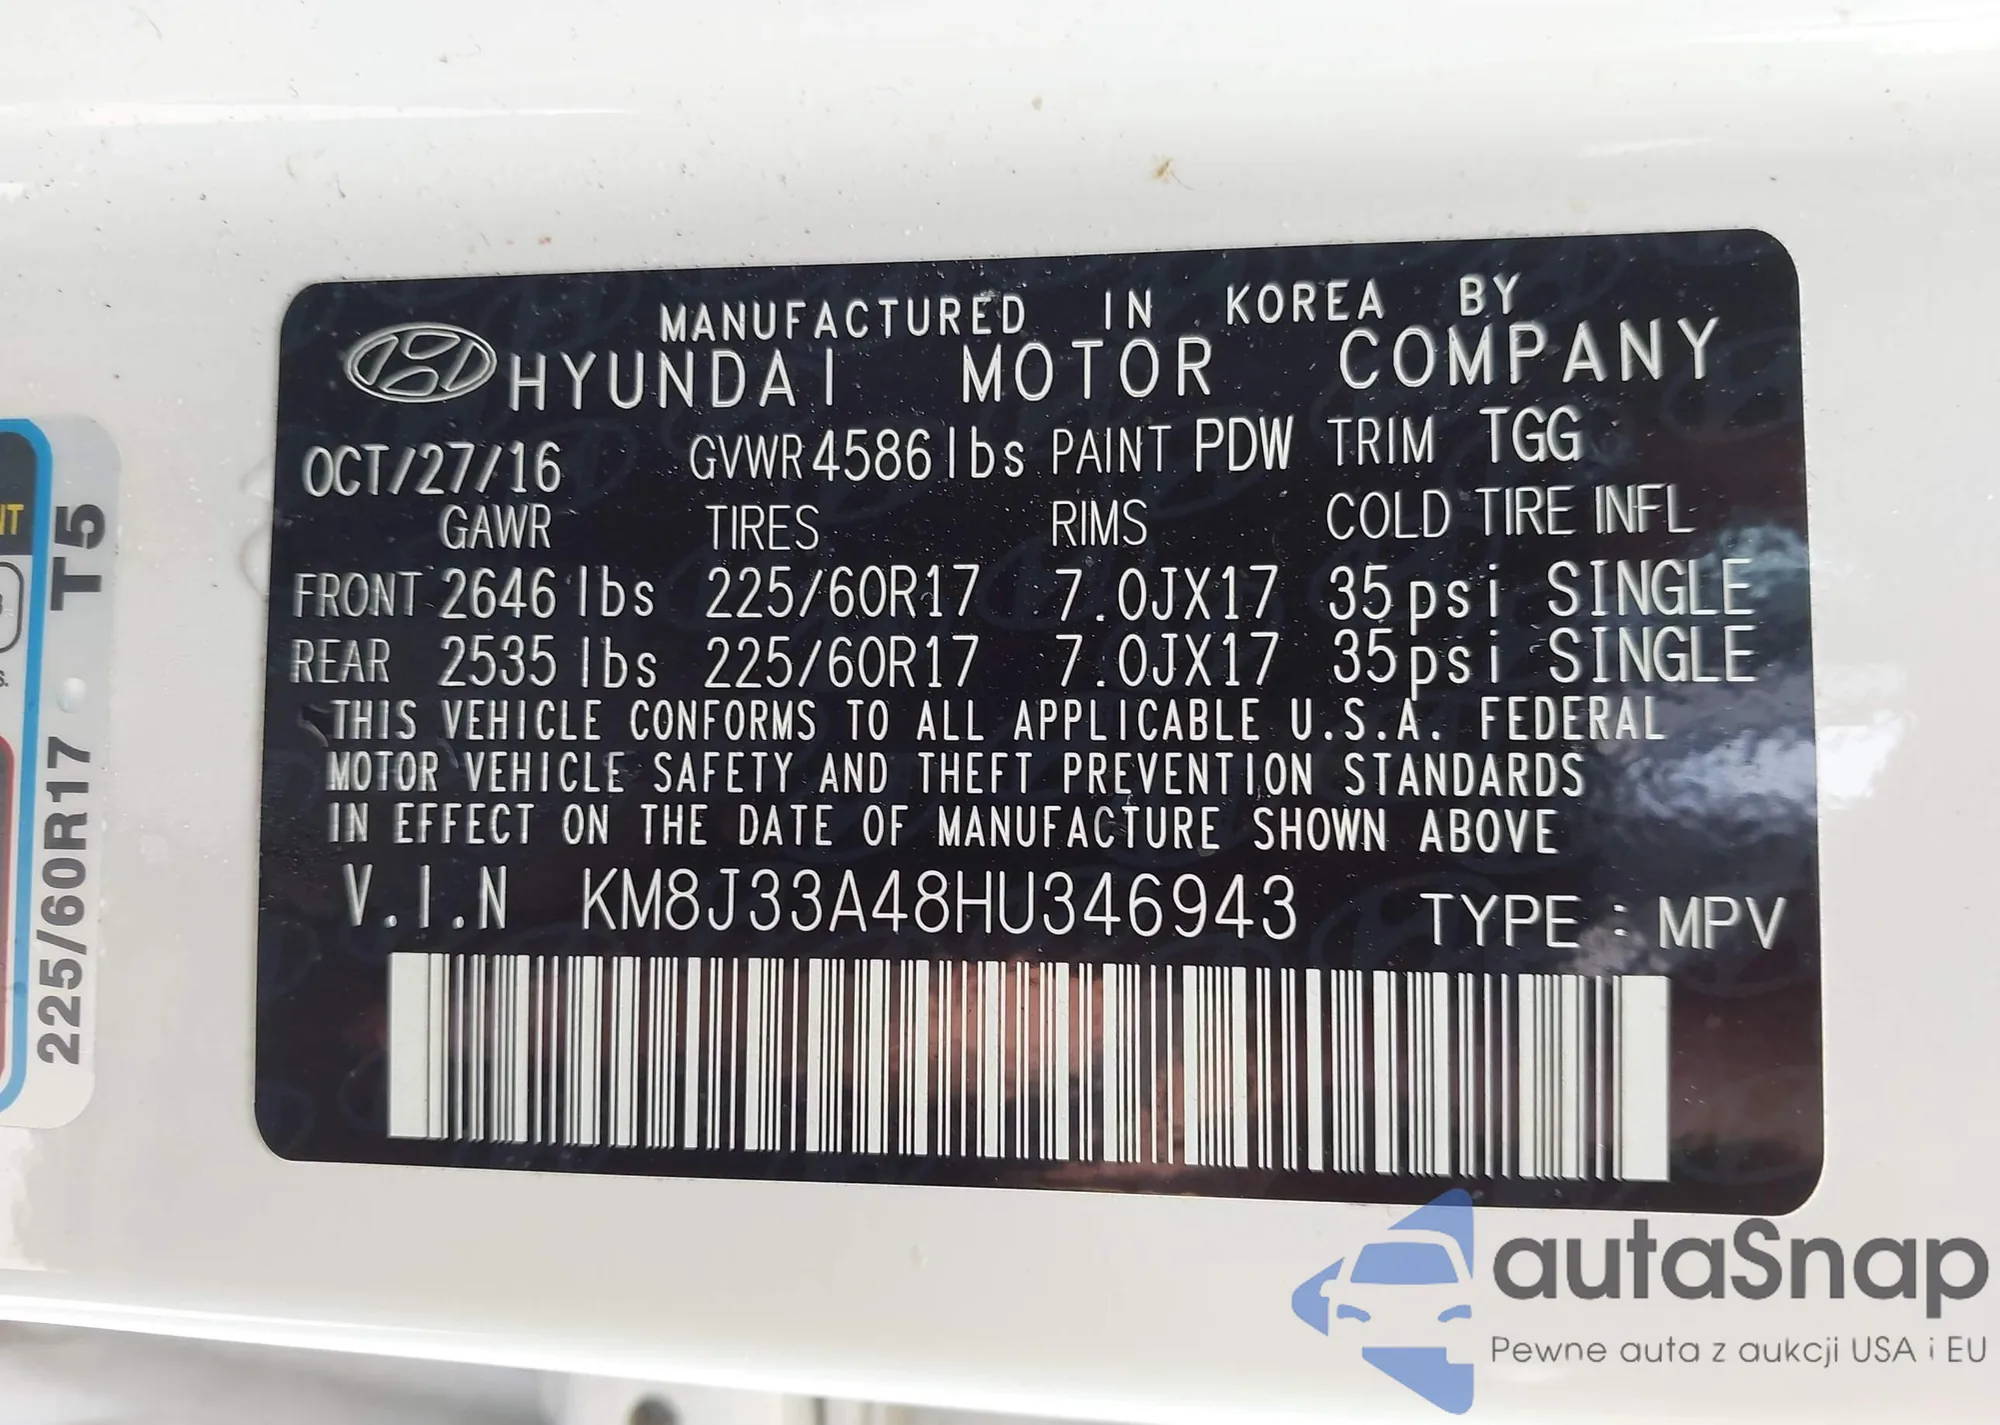 MANUFACTURED IN KOREA BY
HYUNDAI MOTOR COMPANY
OCT/27/16 GVWR 4586lbs PAINT PDW TRIM TGG
GAWR TIRES RIMS COLD TIRE INFL
FRONT 2646 lbs 225/60R17 7.0JX17 35psi SINGLE
REAR 2535 lbs 225/60R17 7.0JX17 35psi SINGLE
THIS VEHICLE CONFORMS TO ALL APPLICABLE U.S.A. FEDERAL
MOTOR VEHICLE SAFETY AND THEFT PREVENTION STANDARDS
IN EFFECT ON THE DATE OF MANUFACTURE SHOWN ABOVE
V.I.N KM8J33A48HU346943 TYPE : MPV
225/60R17 T5
autaSnap
Pewne auta z aukcji USA i EU